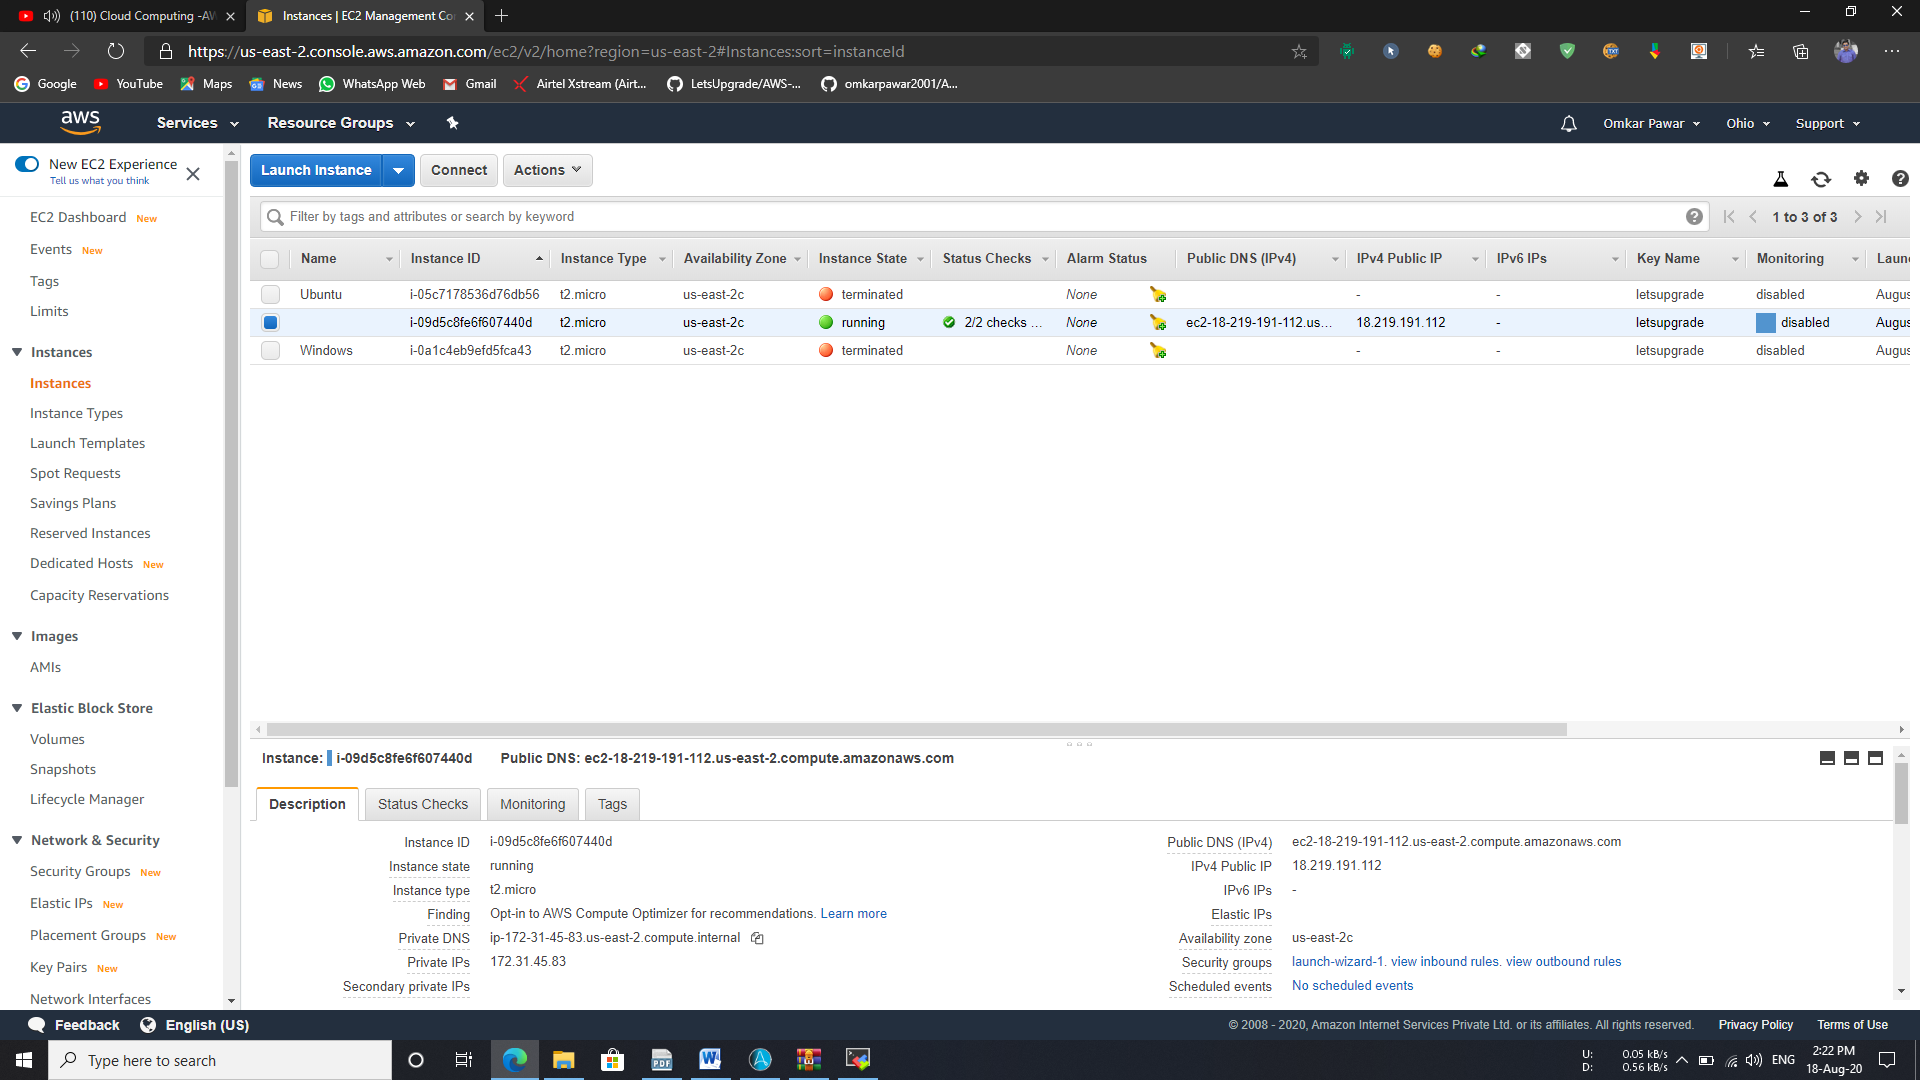 (110) Cloud Computing -AW
Instances | EC2 Management Co
https://us-east-2.console.aws.amazon.com/ec2/v2/home?region=us-east-2#Instances:sort=instanceId
Google YouTube Maps News WhatsApp Web Gmail Airtel Xstream (Airt... LetsUpgrade/AWS-... omkarpawar2001/A...
aws Services Resource Groups Omkar Pawar Ohio Support
New EC2 Experience
Tell us what you think
EC2 Dashboard New
Events New
Tags
Limits
Instances
Instances
Instance Types
Launch Templates
Spot Requests
Savings Plans
Reserved Instances
Dedicated Hosts New
Capacity Reservations
Images
AMIs
Elastic Block Store
Volumes
Snapshots
Lifecycle Manager
Network & Security
Security Groups New
Elastic IPs New
Placement Groups New
Key Pairs New
Network Interfaces
Launch Instance Connect Actions
Filter by tags and attributes or search by keyword
1 to 3 of 3
Name Instance ID Instance Type Availability Zone Instance State Status Checks Alarm Status Public DNS (IPv4) IPv4 Public IP IPv6 IPs Key Name Monitoring Laun
Ubuntu i-05c7178536d76db56 t2.micro us-east-2c terminated None - - letsupgrade disabled Augus
i-09d5c8fe6f607440d t2.micro us-east-2c running 2/2 checks ... None ec2-18-219-191-112.us... 18.219.191.112 - letsupgrade disabled Augus
Windows i-0a1c4eb9efd5fca43 t2.micro us-east-2c terminated None - - letsupgrade disabled Augus
Instance: i-09d5c8fe6f607440d Public DNS: ec2-18-219-191-112.us-east-2.compute.amazonaws.com
Description Status Checks Monitoring Tags
Instance ID i-09d5c8fe6f607440d
Instance state running
Instance type t2.micro
Finding Opt-in to AWS Compute Optimizer for recommendations. Learn more
Private DNS ip-172-31-45-83.us-east-2.compute.internal
Private IPs 172.31.45.83
Secondary private IPs
Public DNS (IPv4) ec2-18-219-191-112.us-east-2.compute.amazonaws.com
IPv4 Public IP 18.219.191.112
IPv6 IPs -
Elastic IPs
Availability zone us-east-2c
Security groups launch-wizard-1. view inbound rules. view outbound rules
Scheduled events No scheduled events
Feedback English (US)
© 2008 - 2020, Amazon Internet Services Private Ltd. or its affiliates. All rights reserved. Privacy Policy Terms of Use
Type here to search
U: 0.05 kB/s
D: 0.56 kB/s
ENG
2:22 PM
18-Aug-20